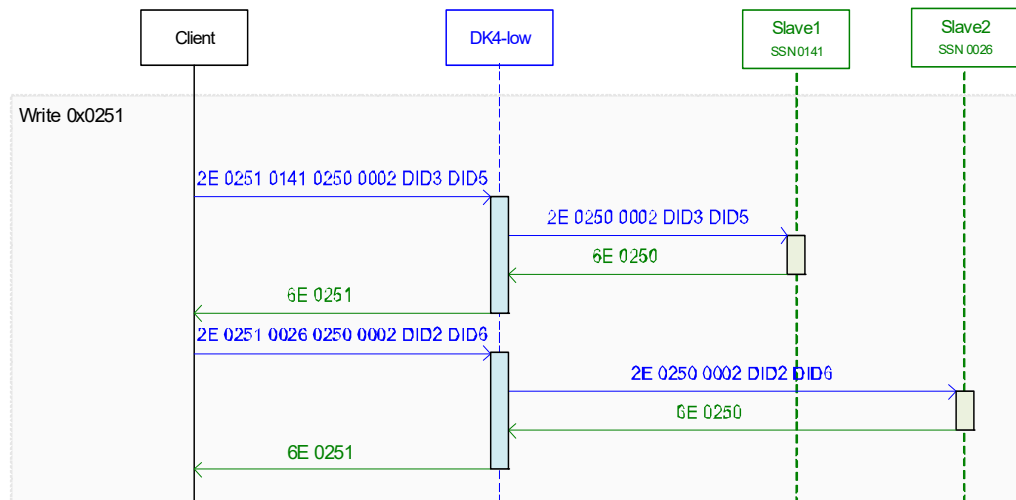 Client
DK4-low
Slave1
SSN0141
Slave2
SSN 0026
Write 0x0251
2E 0251 0141 0250 0002 DID3 DID5
2E 0250 0002 DID3 DID5
6E 0250
6E 0251
2E 0251 0026 0250 0002 DID2 DID6
2E 0250 0002 DID2 DID6
6E 0250
6E 0251